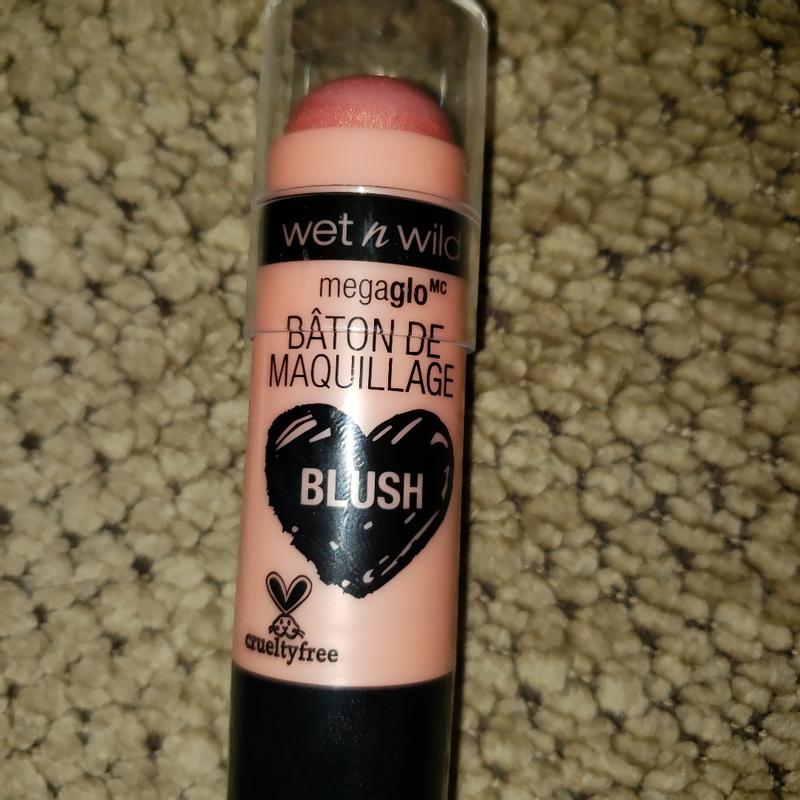 wet n wild
megaglo MC
BÂTON DE
MAQUILLAGE
BLUSH
crueltyfree